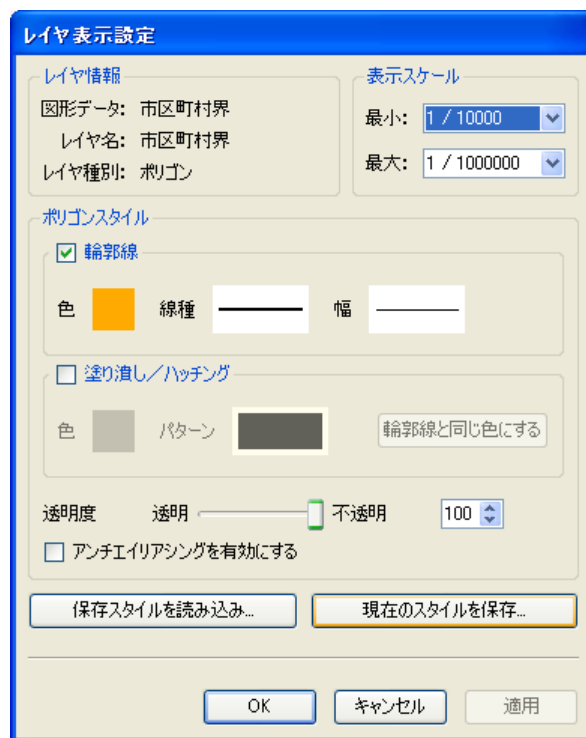 レイヤ表示設定
レイヤ情報
図形データ: 市区町村界
レイヤ名: 市区町村界
レイヤ種別: ポリゴン
表示スケール
最小: 1 / 10000
最大: 1 / 1000000
ポリゴンスタイル
輪郭線
色 線種 幅
塗り潰し／ハッチング
色 パターン 輪郭線と同じ色にする
透明度 透明 不透明 100
アンチエイリアシングを有効にする
保存スタイルを読み込み... 現在のスタイルを保存...
OK キャンセル 適用